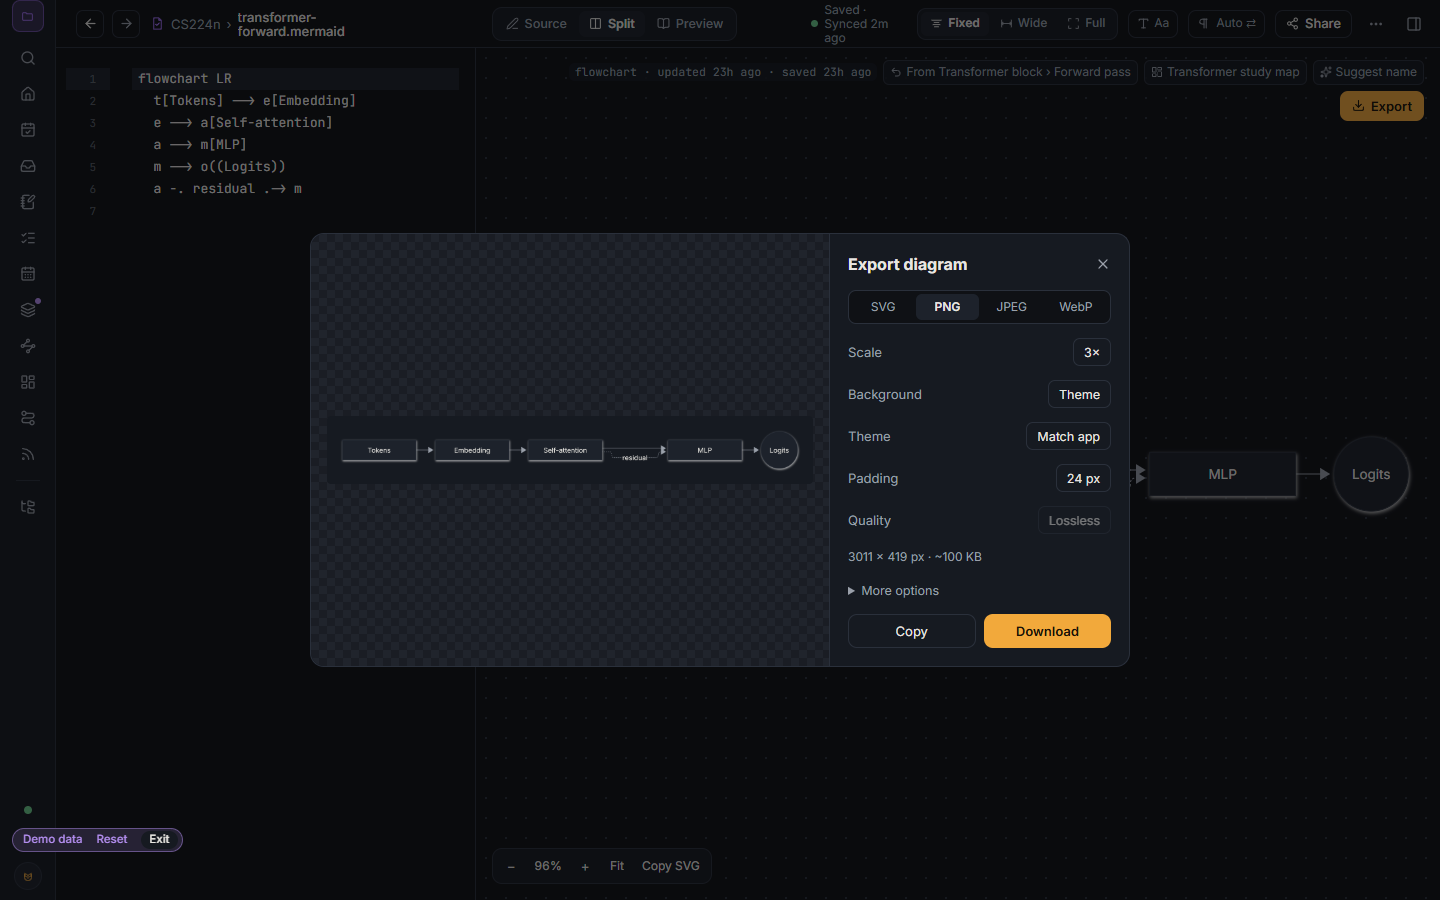 CS224n › transformer-forward.mermaid
Source Split Preview
Saved · Synced 2m ago
Fixed Wide Full
Aa
Auto
Share
1 flowchart LR
2 t[Tokens] --> e[Embedding]
3 e --> a[Self-attention]
4 a --> m[MLP]
5 m --> o((Logits))
6 a -. residual .-> m
7
flowchart · updated 23h ago · saved 23h ago
From Transformer block › Forward pass
Transformer study map
Suggest name
Export
Tokens Embedding Self-attention residual MLP Logits
Export diagram
SVG PNG JPEG WebP
Scale 3×
Background Theme
Theme Match app
Padding 24 px
Quality Lossless
3011 × 419 px · ~100 KB
More options
Copy Download
MLP Logits
Demo data Reset Exit
− 96% + Fit Copy SVG